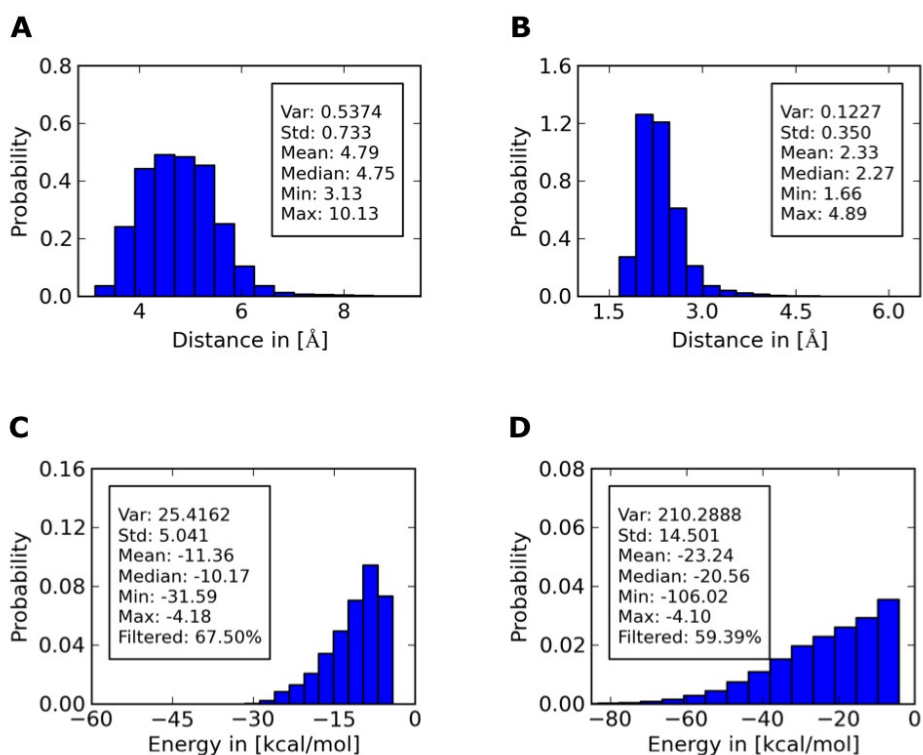 A
B
0.8
0.6
0.4
0.2
0.0
Probability
Var: 0.5374
Std: 0.733
Mean: 4.79
Median: 4.75
Min: 3.13
Max: 10.13
4 6 8
Distance in [Å]
1.6
1.2
0.8
0.4
0.0
Probability
Var: 0.1227
Std: 0.350
Mean: 2.33
Median: 2.27
Min: 1.66
Max: 4.89
1.5 3.0 4.5 6.0
Distance in [Å]
C
D
0.16
0.12
0.08
0.04
0.00
Probability
Var: 25.4162
Std: 5.041
Mean: -11.36
Median: -10.17
Min: -31.59
Max: -4.18
Filtered: 67.50%
−60 −45 −30 −15 0
Energy in [kcal/mol]
0.08
0.06
0.04
0.02
0.00
Probability
Var: 210.2888
Std: 14.501
Mean: -23.24
Median: -20.56
Min: -106.02
Max: -4.10
Filtered: 59.39%
−80 −60 −40 −20 0
Energy in [kcal/mol]